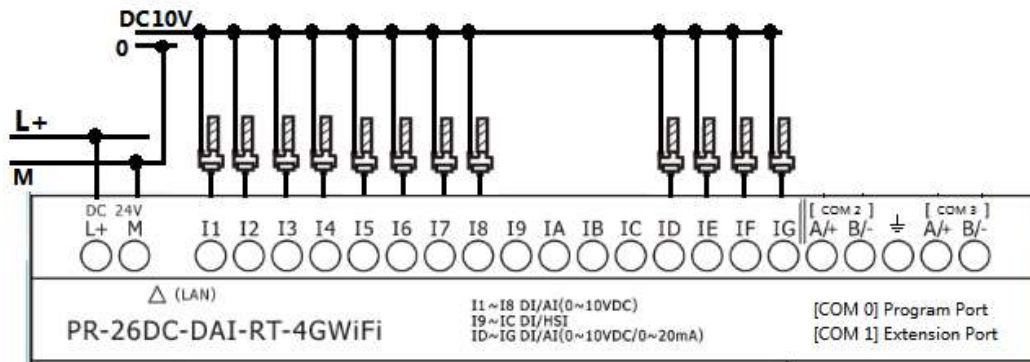 DC10V
0
L+
M
DC 24V
L+ M I1 I2 I3 I4 I5 I6 I7 I8 I9 IA IB IC ID IE IF IG A/+ B/- A/+ B/-
[ COM 2 ] [ COM 3 ]
(LAN)
PR-26DC-DAI-RT-4GWiFi
I1~I8 DI/AI(0~10VDC)
I9~IC DI/HSI
ID~IG DI/AI(0~10VDC/0~20mA)
[COM 0] Program Port
[COM 1] Extension Port